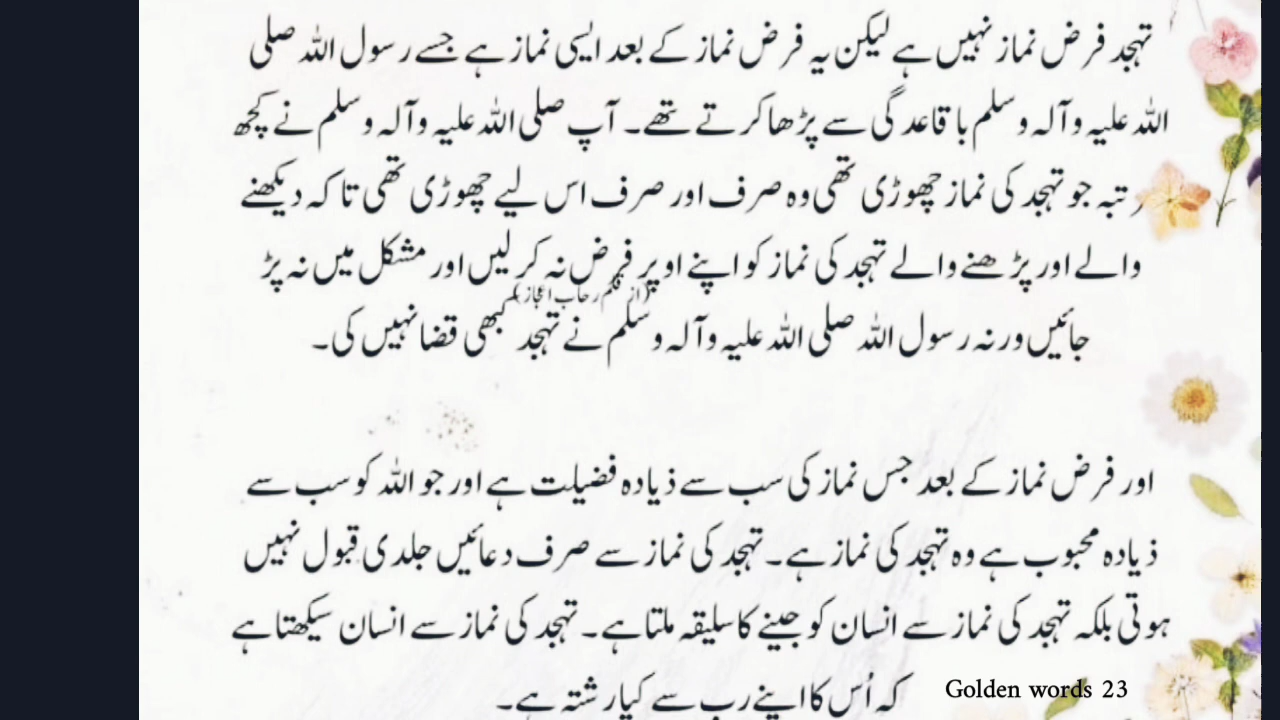 تہجد فرض نماز نہیں ہے لیکن یہ فرض نماز کے بعد ایسی نماز ہے جسے رسول اللہ صلی
اللہ علیہ وآلہ وسلم باقاعدگی سے پڑھا کرتے تھے۔ آپ صلی اللہ علیہ وآلہ وسلم نے کچھ
جو تہجد کی نماز چھوڑی تھی وہ صرف اور صرف اس لیے چھوڑی تھی تاکہ دیکھنے
والے اور پڑھنے والے تہجد کی نماز کو اپنے اوپر فرض نہ کر لیں اور مشکل میں نہ پڑ
(از قلم رحاب اعجاز)
جائیں ورنہ رسول اللہ صلی اللہ علیہ وآلہ وسلم نے تہجد کبھی قضا نہیں کی۔
اور فرض نماز کے بعد جس نماز کی سب سے ذیادہ فضیلت ہے اور جو اللہ کو سب سے
ذیادہ محبوب ہے وہ تہجد کی نماز ہے۔ تہجد کی نماز سے صرف دعائیں جلدی قبول نہیں
ہوتی بلکہ تہجد کی نماز سے انسان کو جینے کا سلیقہ ملتا ہے۔ تہجد کی نماز سے انسان سیکھتا ہے
کہ اُس کا اپنے رب سے کیا رشتہ ہے۔
Golden words 23